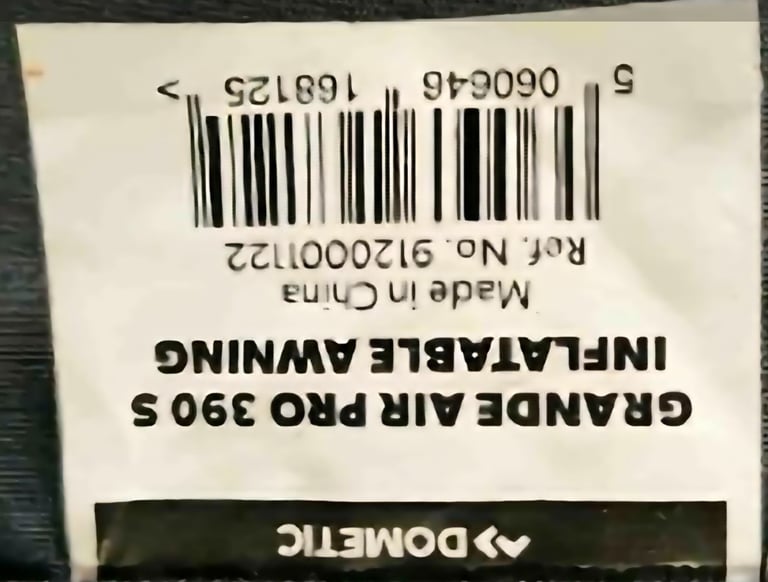 DOMETIC
GRANDE AIR PRO 390 S
INFLATABLE AWNING
Made in China
Ref. No. 9120001122
5 060646 168125 >